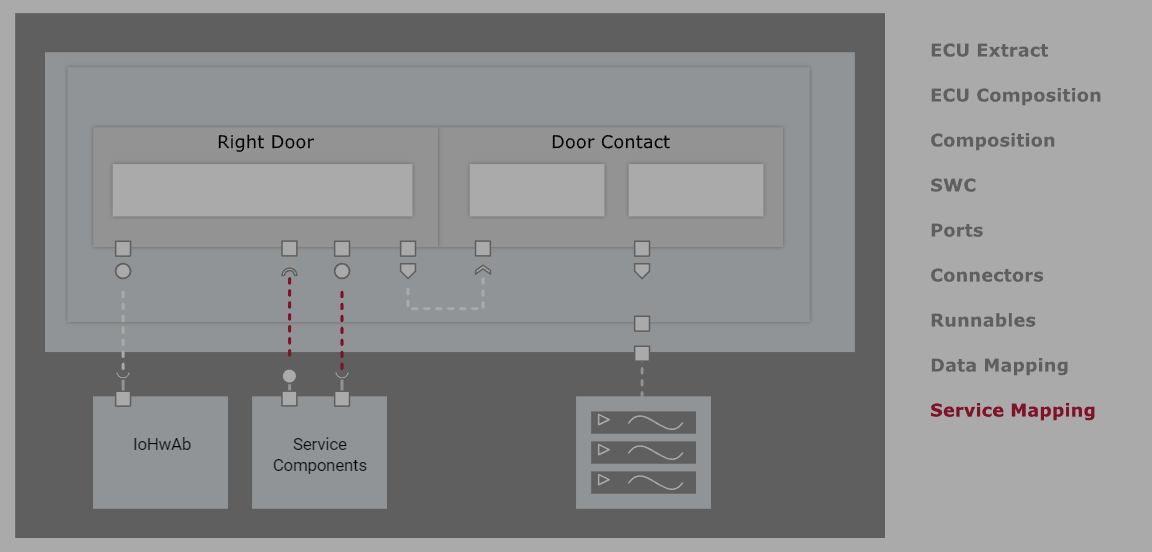 ECU Extract
ECU Composition
Right Door
Door Contact
Composition
SWC
Ports
Connectors
Runnables
Data Mapping
Service Mapping
IoHwAb
Service
Components